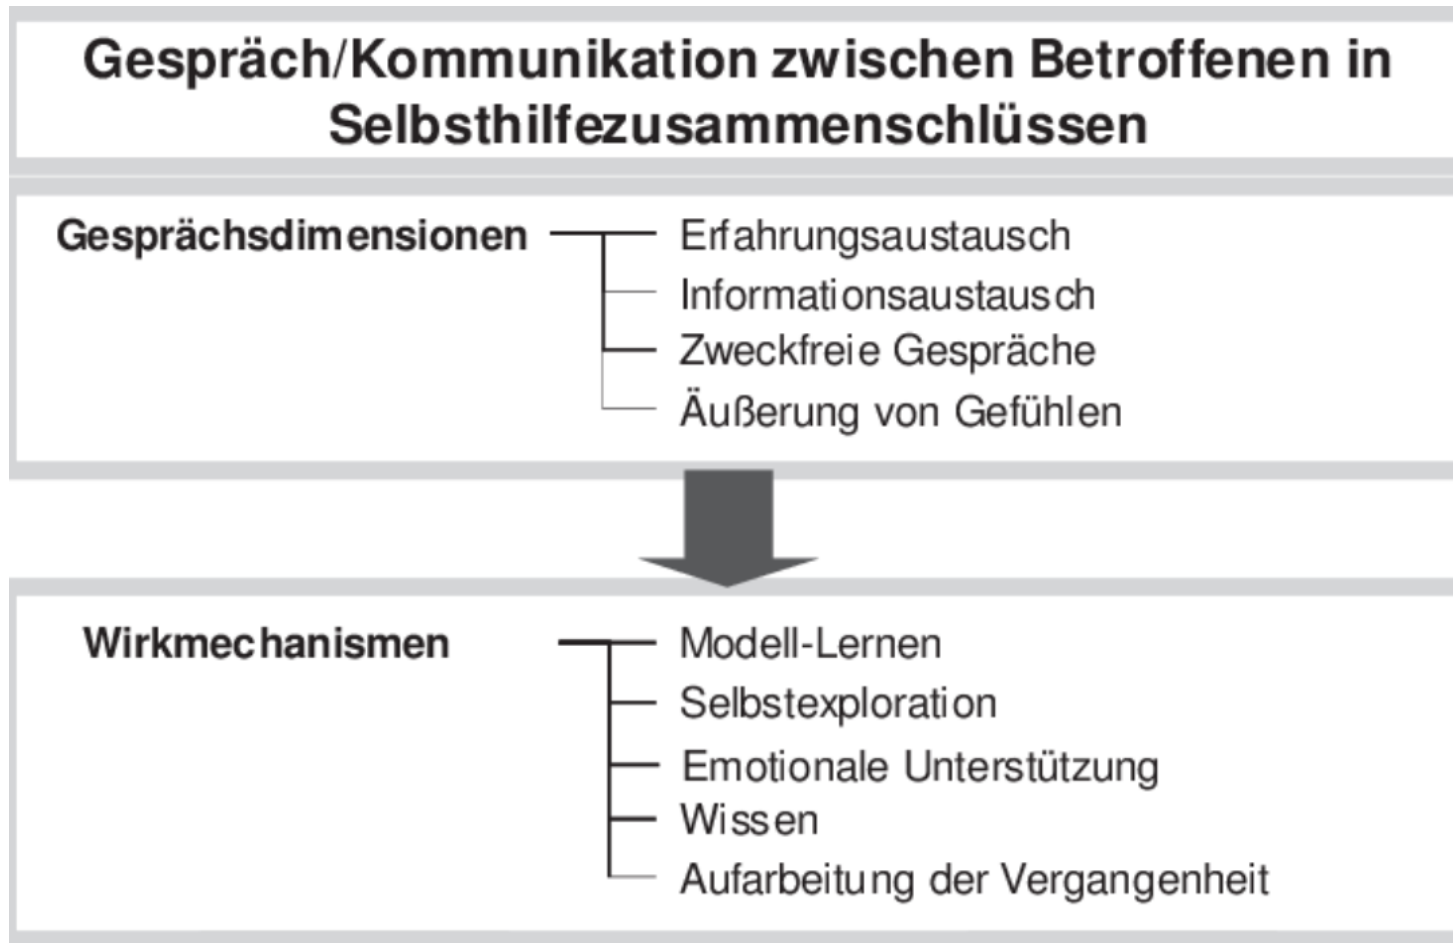 Gespräch/Kommunikation zwischen Betroffenen in
Selbsthilfezusammenschlüssen
Gesprächsdimensionen
Erfahrungsaustausch
Informationsaustausch
Zweckfreie Gespräche
Äußerung von Gefühlen
Wirkmechanismen
Modell-Lernen
Selbstexploration
Emotionale Unterstützung
Wissen
Aufarbeitung der Vergangenheit